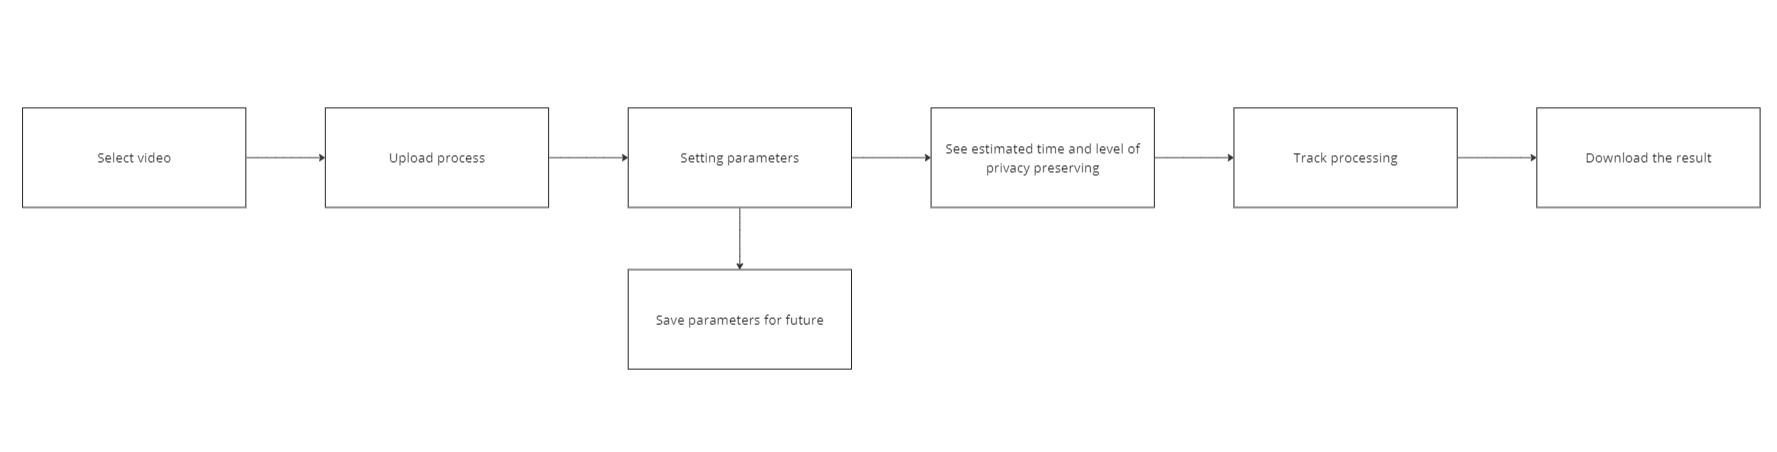 Select video
Upload process
Setting parameters
See estimated time and level of
privacy preserving
Track processing
Download the result
Save parameters for future